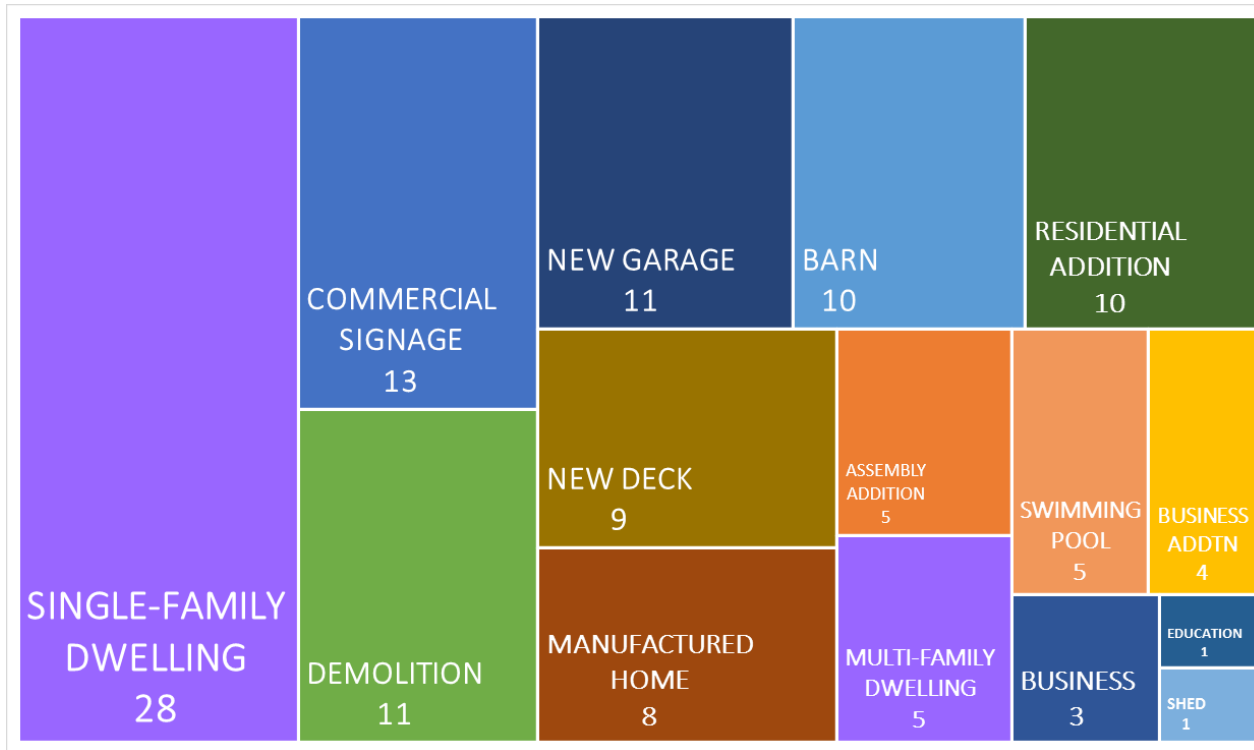 SINGLE-FAMILY
DWELLING
28
COMMERCIAL
SIGNAGE
13
DEMOLITION
11
NEW GARAGE
11
BARN
10
RESIDENTIAL
ADDITION
10
NEW DECK
9
MANUFACTURED
HOME
8
ASSEMBLY
ADDITION
5
MULTI-FAMILY
DWELLING
5
SWIMMING
POOL
5
BUSINESS
ADDTN
4
BUSINESS
3
EDUCATION
1
SHED
1